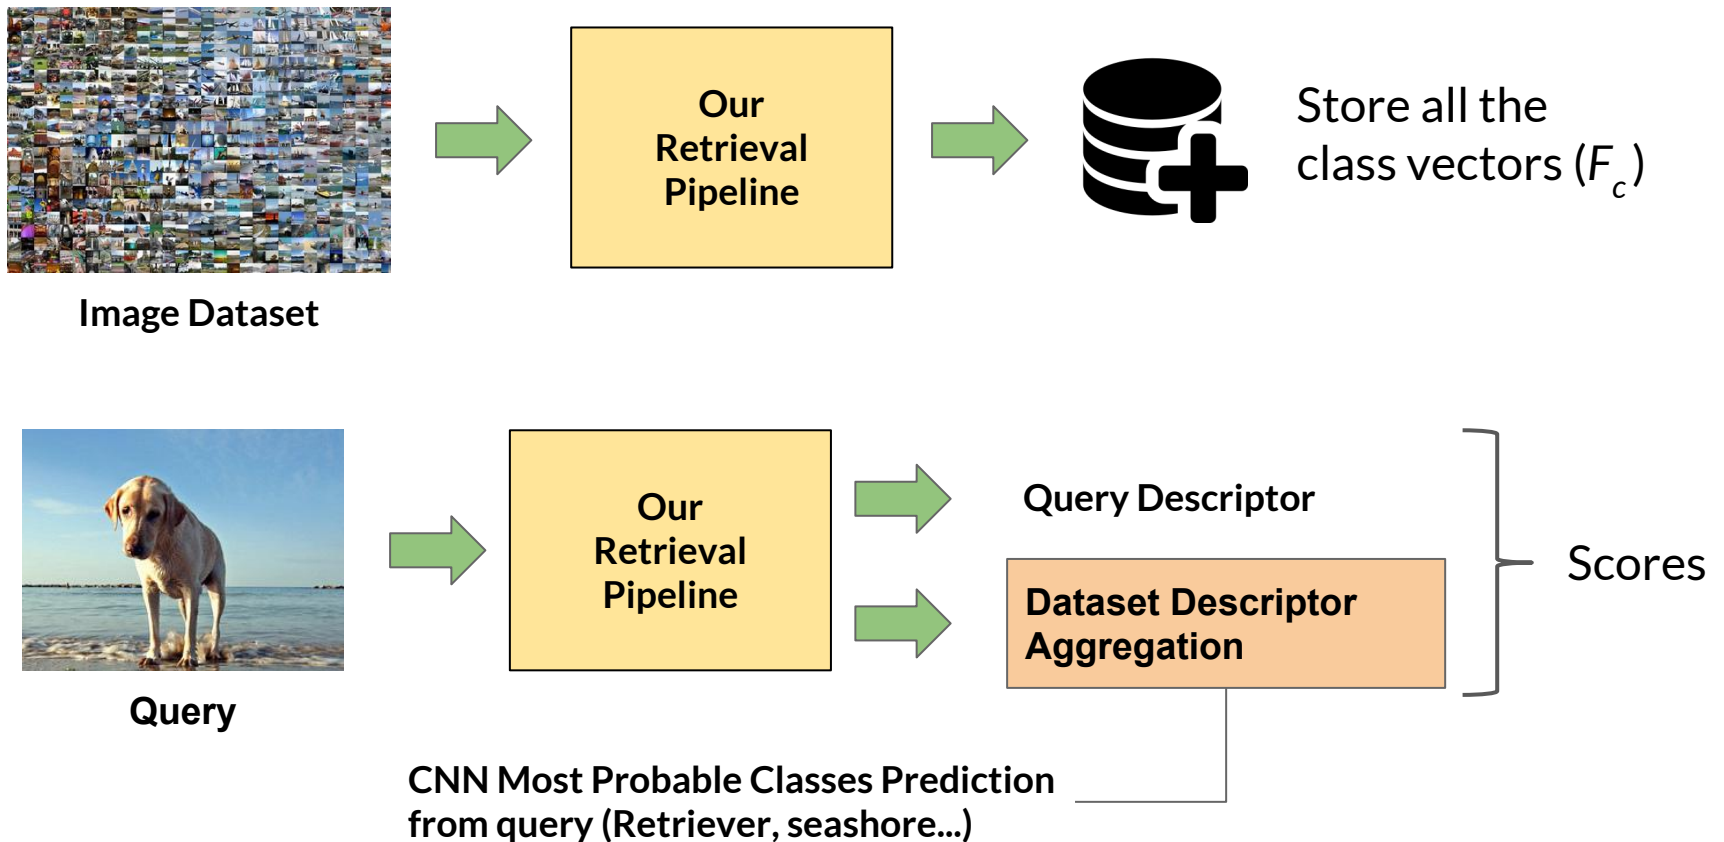 Our
Retrieval
Pipeline
Store all the
class vectors (Fc)
Image Dataset
Our
Retrieval
Pipeline
Query Descriptor
Dataset Descriptor
Aggregation
Scores
Query
CNN Most Probable Classes Prediction
from query (Retriever, seashore...)